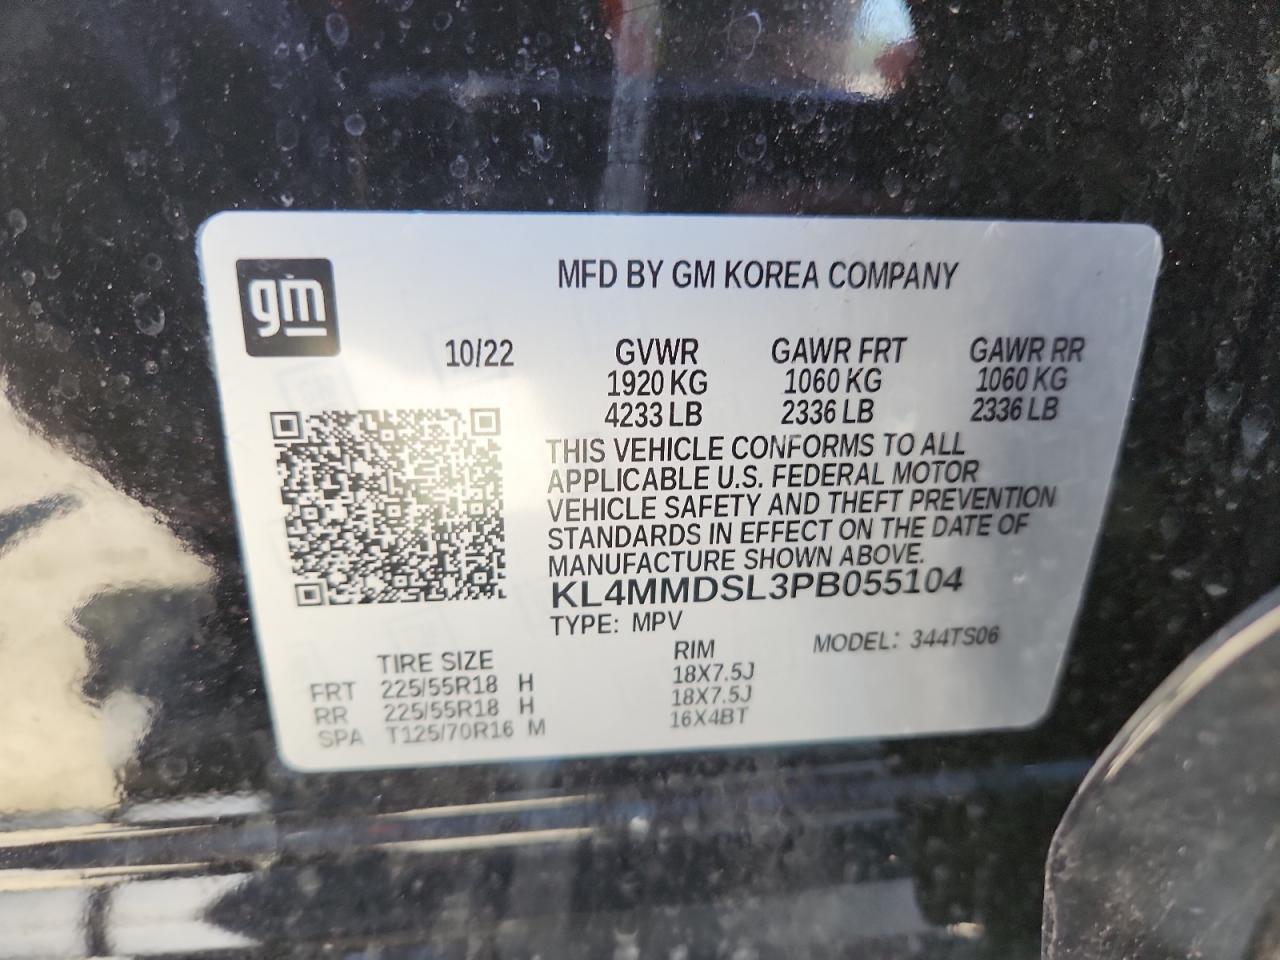 gm
MFD BY GM KOREA COMPANY
10/22 GVWR GAWR FRT GAWR RR
1920 KG 1060 KG 1060 KG
4233 LB 2336 LB 2336 LB
THIS VEHICLE CONFORMS TO ALL
APPLICABLE U.S. FEDERAL MOTOR
VEHICLE SAFETY AND THEFT PREVENTION
STANDARDS IN EFFECT ON THE DATE OF
MANUFACTURE SHOWN ABOVE.
KL4MMDSL3PB055104
TYPE: MPV
MODEL: 344TS06
TIRE SIZE RIM
FRT 225/55R18 H 18X7.5J
RR 225/55R18 H 18X7.5J
SPA T125/70R16 M 16X4BT